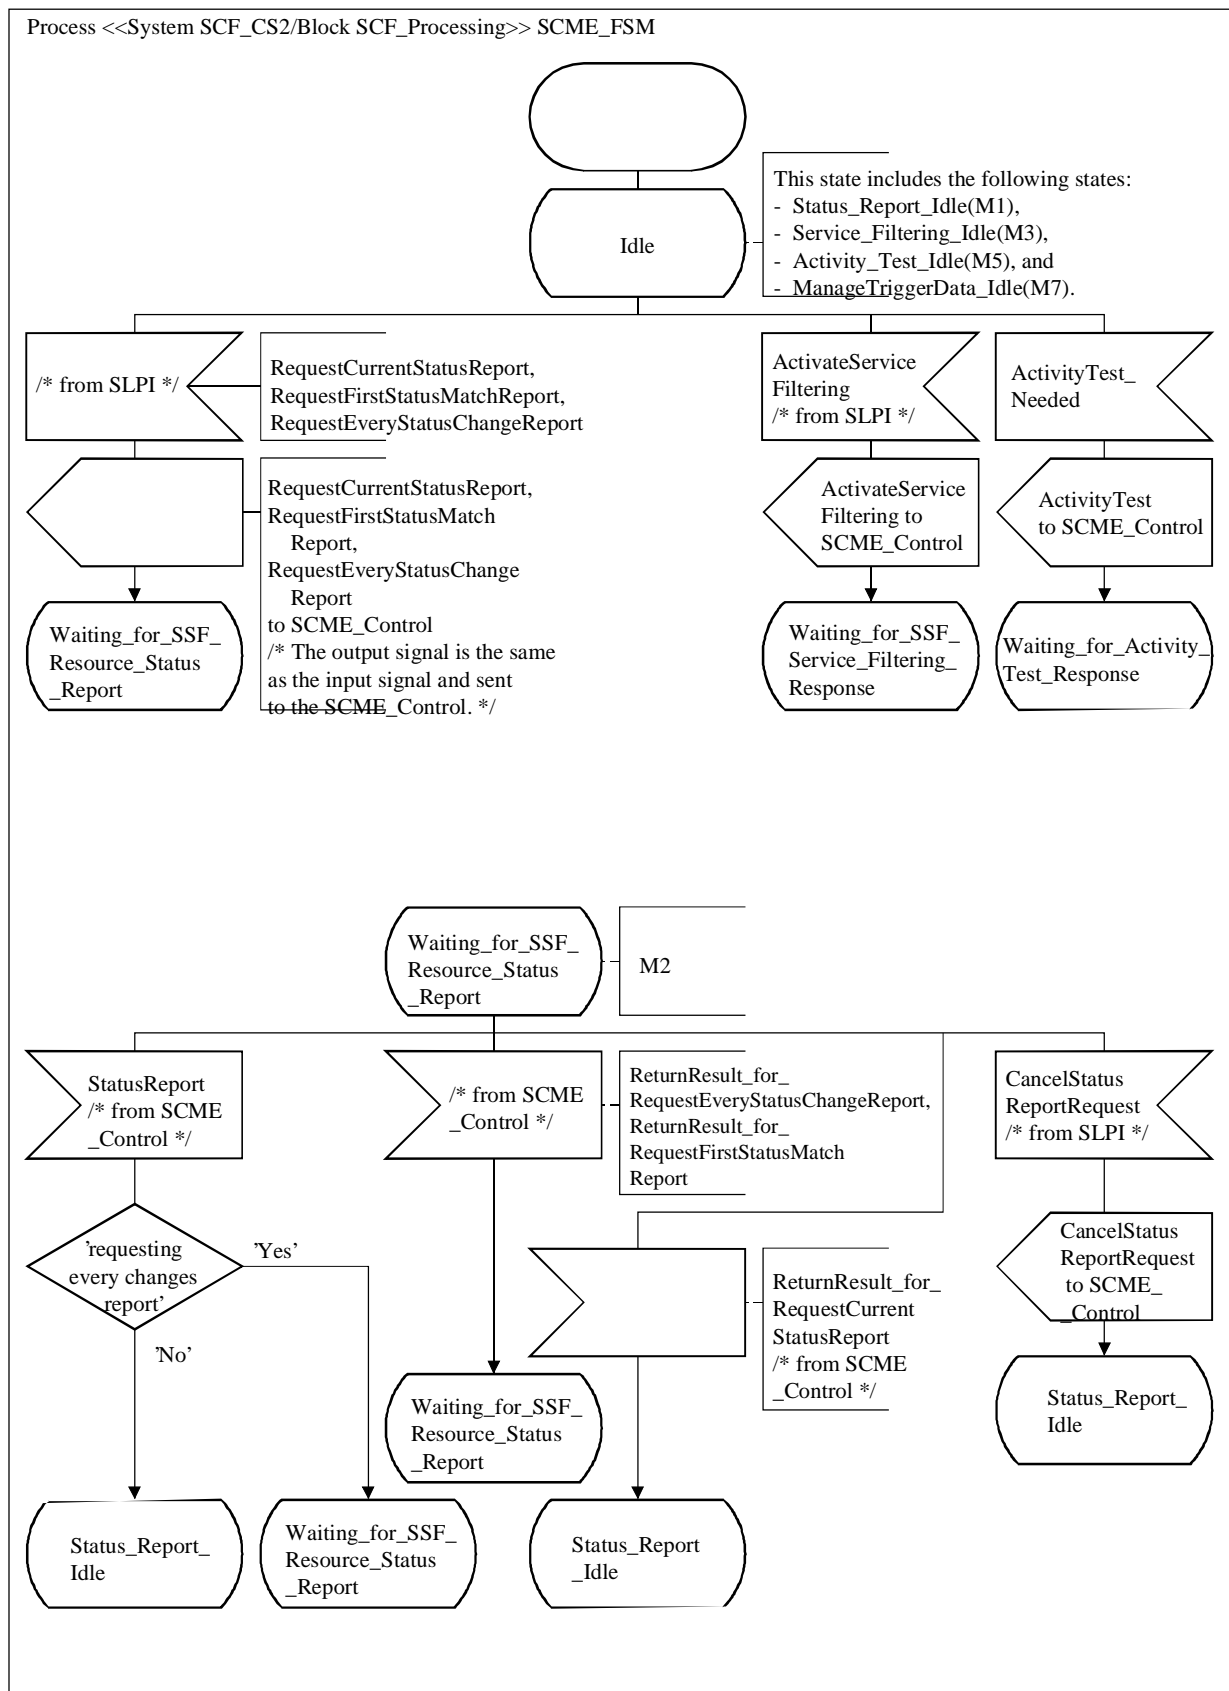 Process <<System SCF_CS2/Block SCF_Processing>> SCME_FSM
Idle
This state includes the following states:
- Status_Report_Idle(M1),
- Service_Filtering_Idle(M3),
- Activity_Test_Idle(M5), and
- ManageTriggerData_Idle(M7).
/* from SLPI */
RequestCurrentStatusReport,
RequestFirstStatusMatchReport,
RequestEveryStatusChangeReport
ActivateService
Filtering
/* from SLPI */
ActivityTest_
Needed
RequestCurrentStatusReport,
RequestFirstStatusMatch
Report,
RequestEveryStatusChange
Report
to SCME_Control
/* The output signal is the same
as the input signal and sent
to the SCME_Control. */
ActivateService
Filtering to
SCME_Control
ActivityTest
to SCME_Control
Waiting_for_SSF_
Resource_Status
_Report
Waiting_for_SSF_
Service_Filtering_
Response
Waiting_for_Activity_
Test_Response
Waiting_for_SSF_
Resource_Status
_Report
M2
StatusReport
/* from SCME
_Control */
/* from SCME
_Control */
ReturnResult_for_
RequestEveryStatusChangeReport,
ReturnResult_for_
RequestFirstStatusMatch
Report
CancelStatus
ReportRequest
/* from SLPI */
'requesting
every changes
report'
'Yes'
'No'
ReturnResult_for_
RequestCurrent
StatusReport
/* from SCME
_Control */
CancelStatus
ReportRequest
to SCME_
_Control
Waiting_for_SSF_
Resource_Status
_Report
Status_Report_
Idle
Status_Report_
Idle
Waiting_for_SSF_
Resource_Status
_Report
Status_Report
_Idle